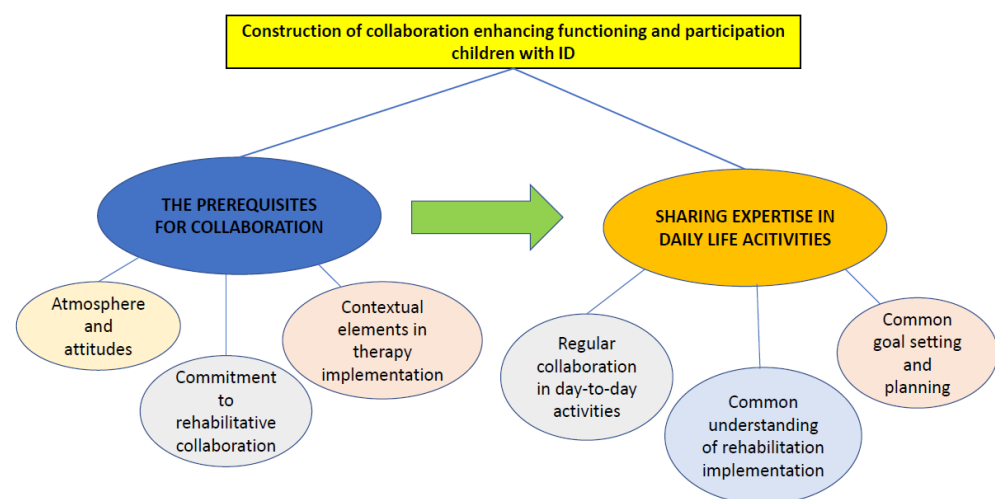 Construction of collaboration enhancing functioning and participation
children with ID
THE PREREQUISITES
FOR COLLABORATION
SHARING EXPERTISE IN
DAILY LIFE ACITIVITIES
Atmosphere
and
attitudes
Commitment
to
rehabilitative
collaboration
Contextual
elements in
therapy
implementation
Regular
collaboration
in day-to-day
activities
Common
understanding
of rehabilitation
implementation
Common
goal setting
and
planning